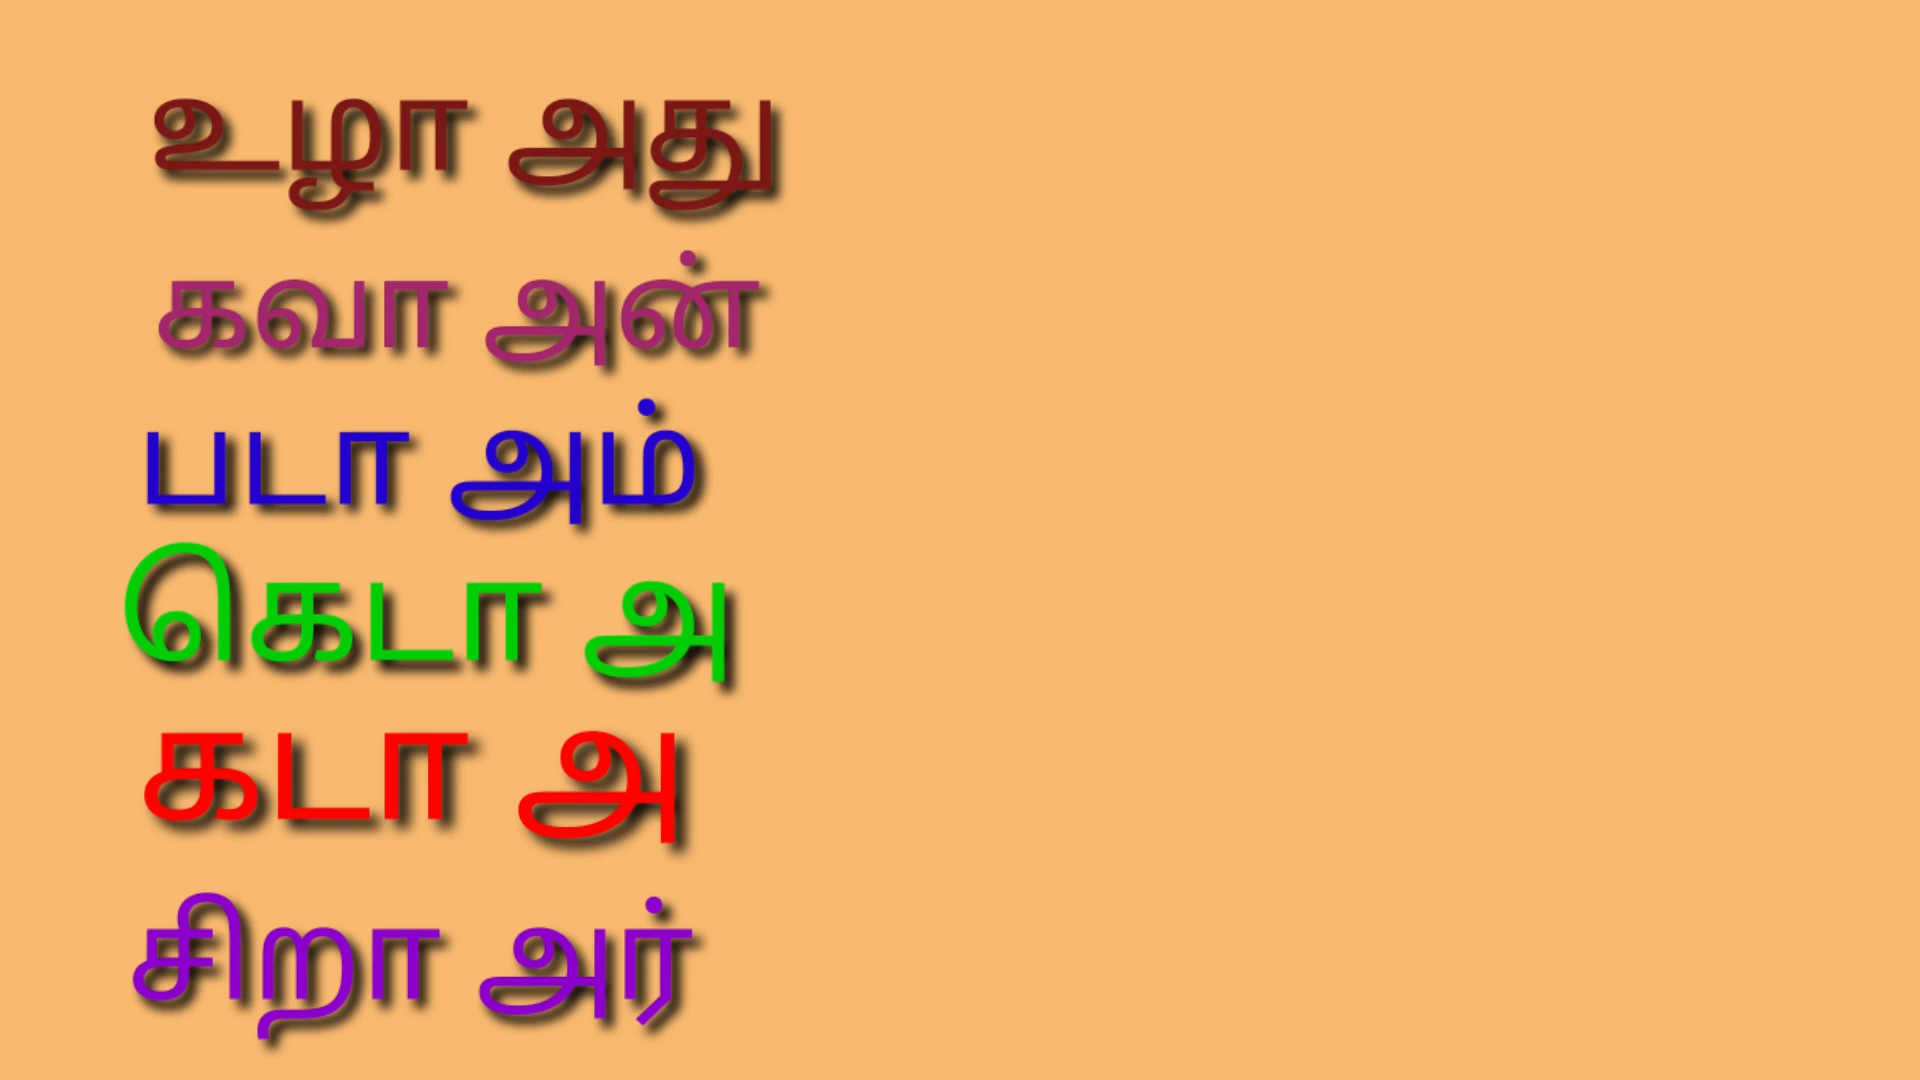 உழா அது
கவா அன்
படா அம்
கெடா அ
கடா அ
சிறா அர்